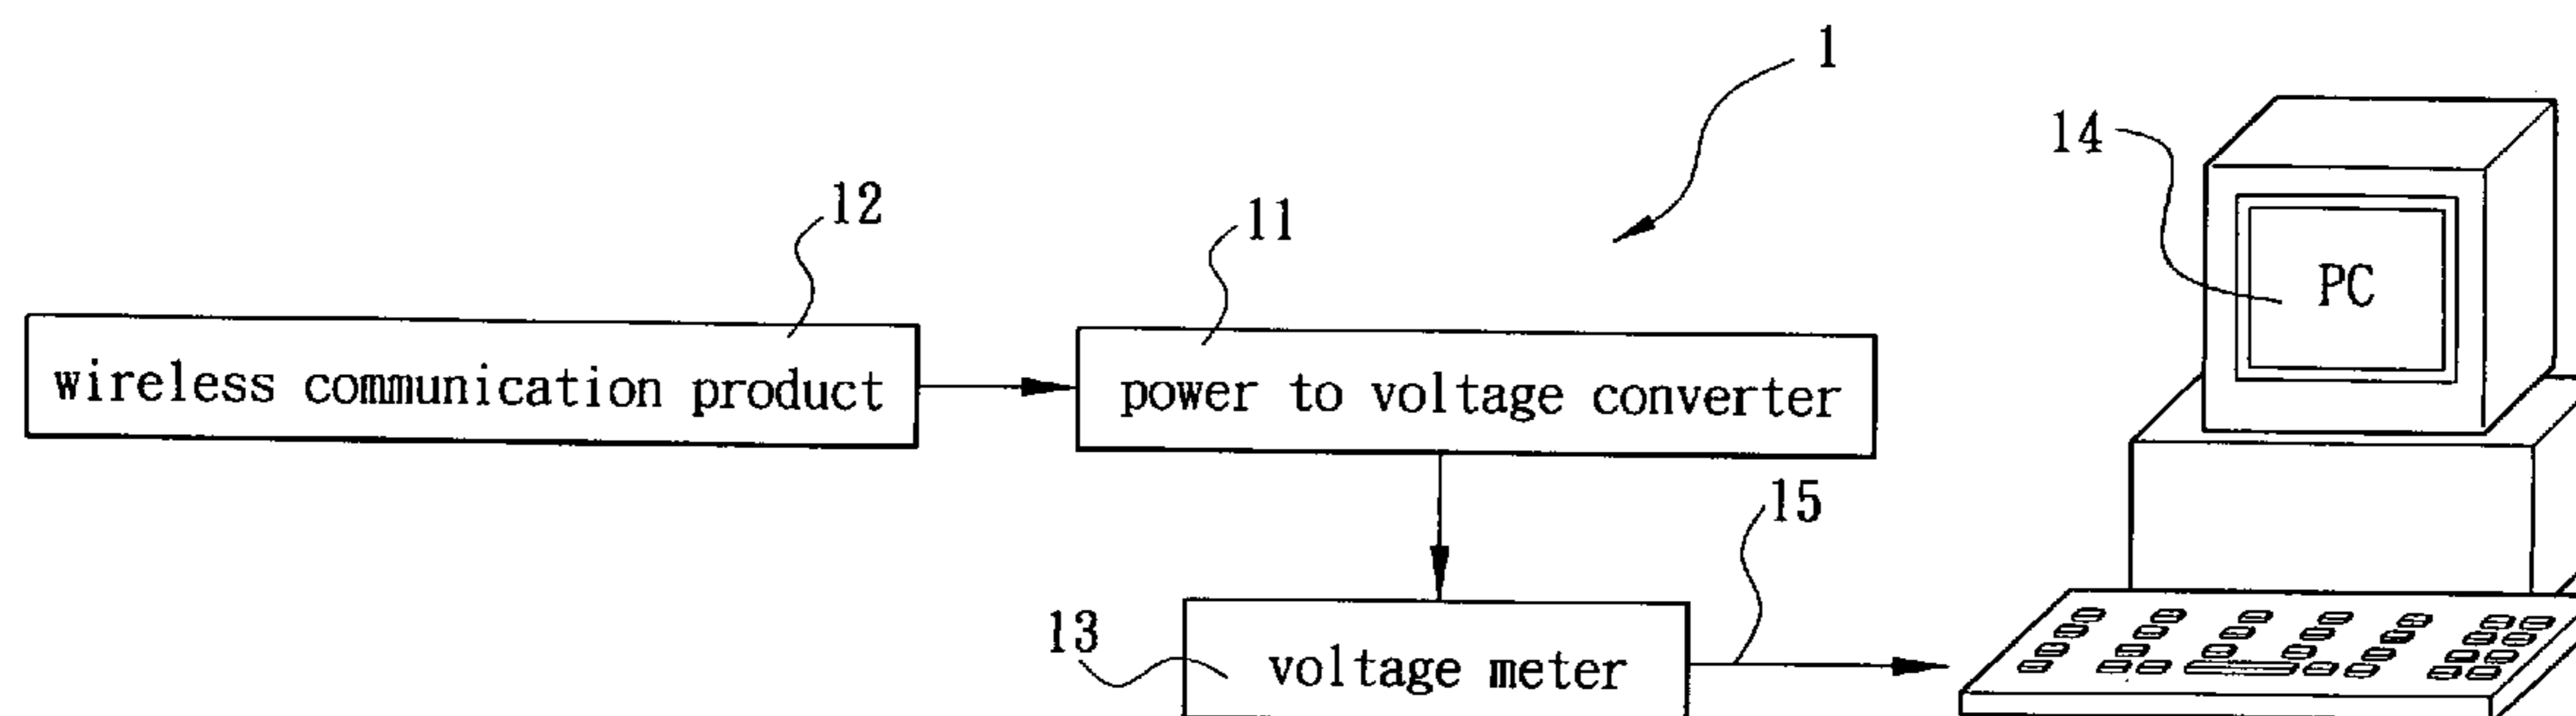 1
14
12
11
PC
wireless communication product
power to voltage converter
15
13
voltage meter